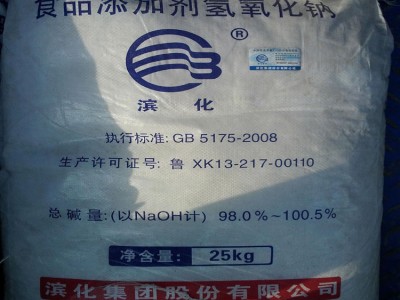 食品添加剂氢氧化钠
®
滨化
执行标准: GB 5175-2008
生产许可证号: 鲁 XK13-217-00110
总碱量: (以NaOH计) 98.0%~100.5%
净含量: 25kg
滨化集团股份有限公司